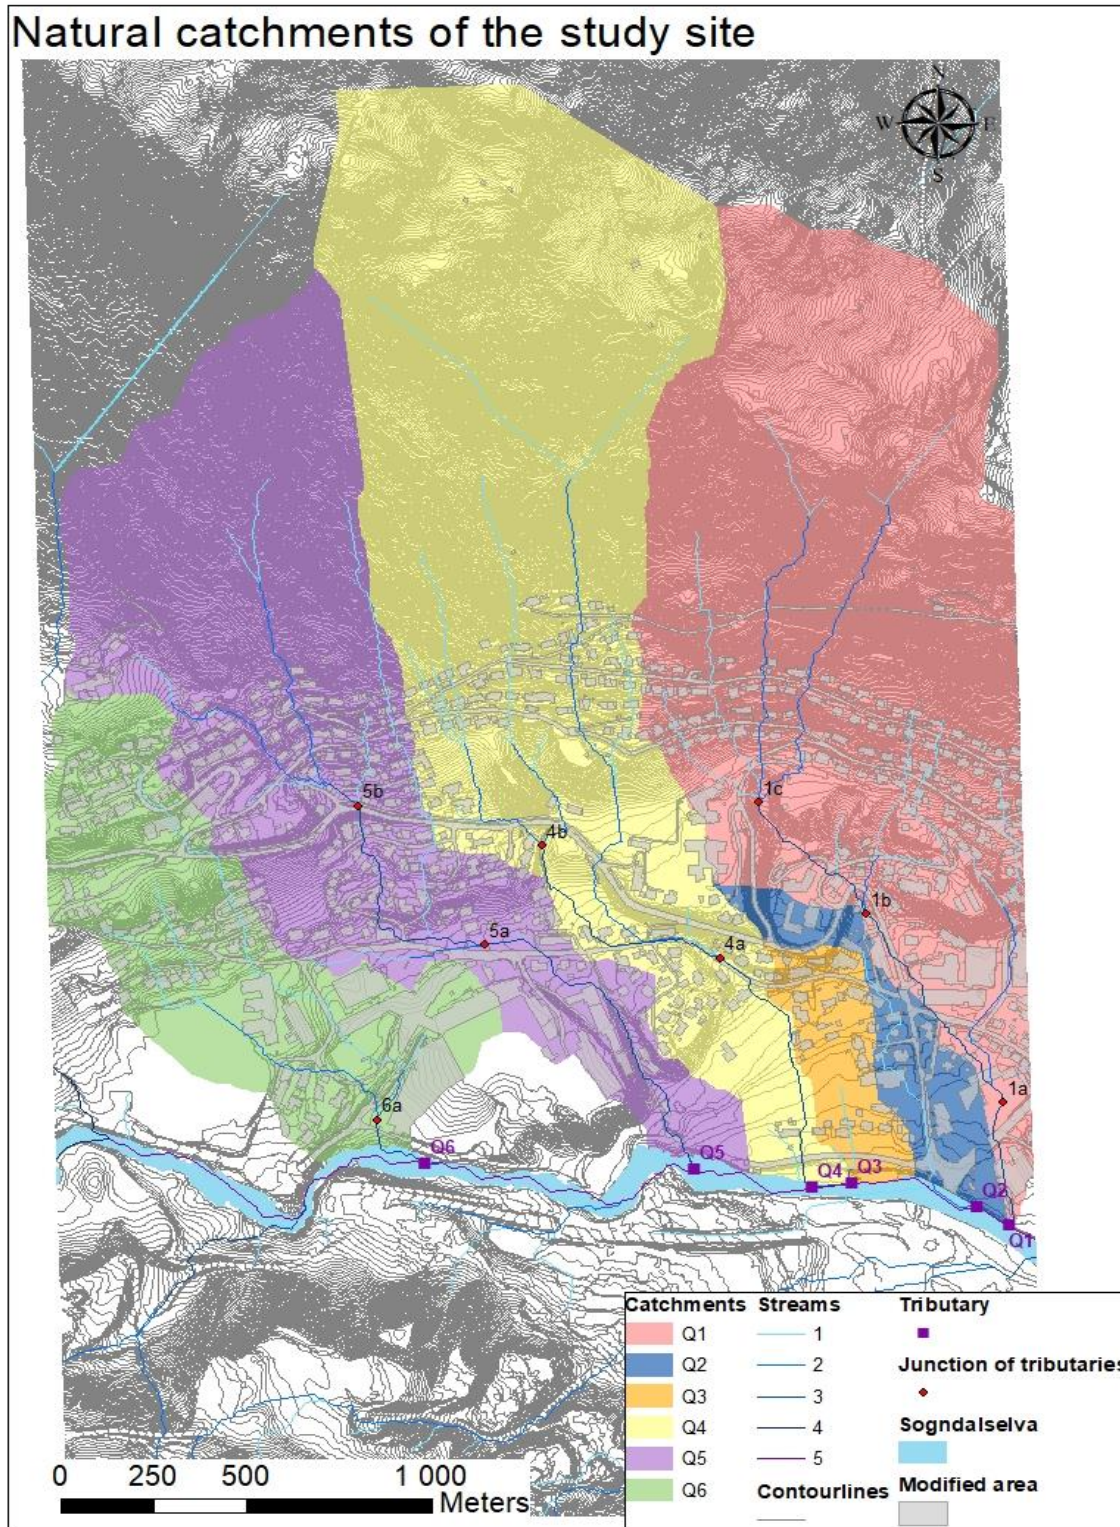 Natural catchments of the study site
N
W E
S
5b
1c
4b
1b
5a
4a
1a
6a
Q6
Q5
Q4
Q3
Q2
Q1
Catchments Streams Tributary
Q1 1
Q2 2 Junction of tributaries
Q3 3
Q4 4 Sogndalselva
Q5 5
Q6 Contourlines Modified area
0 250 500 1 000
Meters